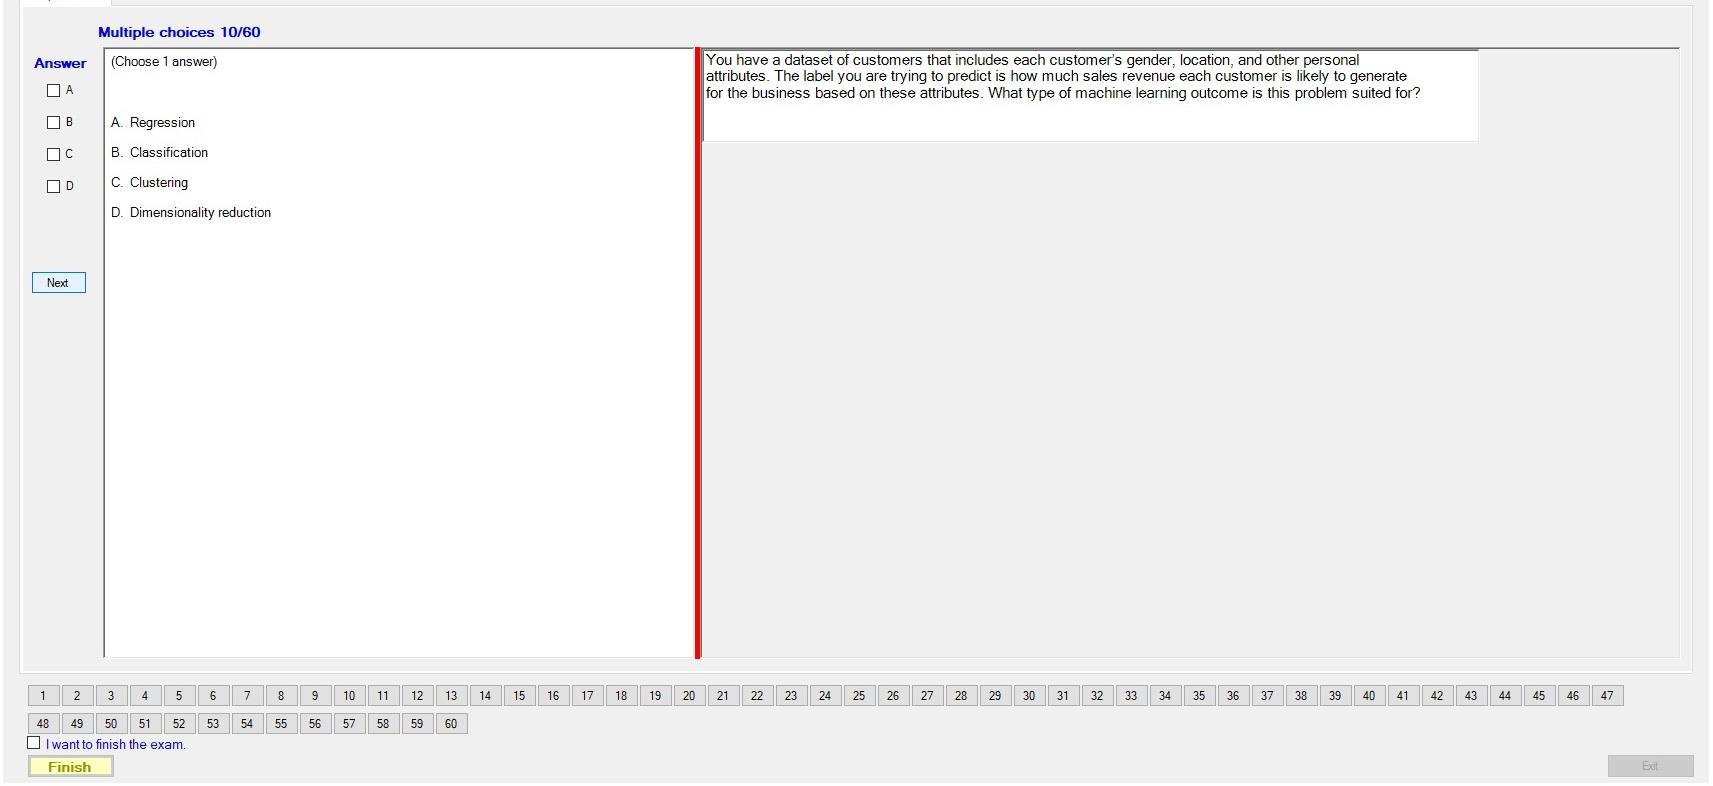 Multiple choices 10/60
Answer
A
B
C
D
Next
(Choose 1 answer)
A. Regression
B. Classification
C. Clustering
D. Dimensionality reduction
You have a dataset of customers that includes each customer's gender, location, and other personal
attributes. The label you are trying to predict is how much sales revenue each customer is likely to generate
for the business based on these attributes. What type of machine learning outcome is this problem suited for?
1 2 3 4 5 6 7 8 9 10 11 12 13 14 15 16 17 18 19 20 21 22 23 24 25 26 27 28 29 30 31 32 33 34 35 36 37 38 39 40 41 42 43 44 45 46 47
48 49 50 51 52 53 54 55 56 57 58 59 60
I want to finish the exam.
Finish
Exit